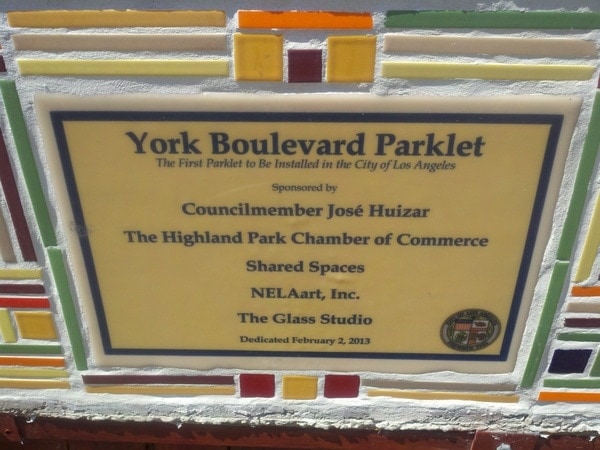 York Boulevard Parklet
The First Parklet to Be Installed in the City of Los Angeles
Sponsored by
Councilmember José Huizar
The Highland Park Chamber of Commerce
Shared Spaces
NELAart, Inc.
The Glass Studio
Dedicated February 2, 2013